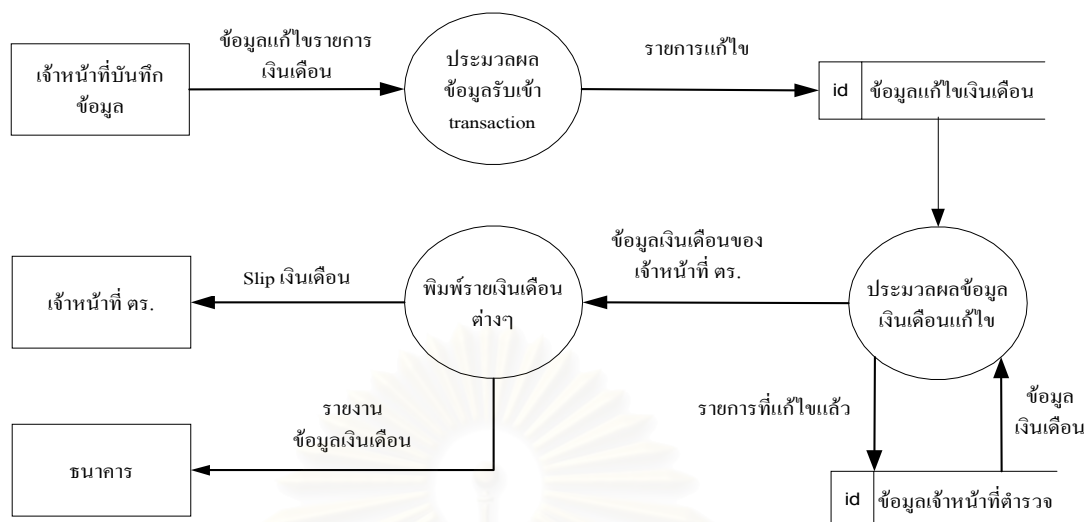 เจ้าหน้าที่บันทึก
ข้อมูล
ข้อมูลแก้ไขรายการ
เงินเดือน
ประมวลผล
ข้อมูลรับเข้า
transaction
รายการแก้ไข
id ข้อมูลแก้ไขเงินเดือน
เจ้าหน้าที่ ตร.
Slip เงินเดือน
พิมพ์รายเงินเดือน
ต่างๆ
ข้อมูลเงินเดือนของ
เจ้าหน้าที่ ตร.
ประมวลผลข้อมูล
เงินเดือนแก้ไข
ธนาคาร
รายงาน
ข้อมูลเงินเดือน
รายการที่แก้ไขแล้ว
ข้อมูล
เงินเดือน
id ข้อมูลเจ้าหน้าที่ตำรวจ